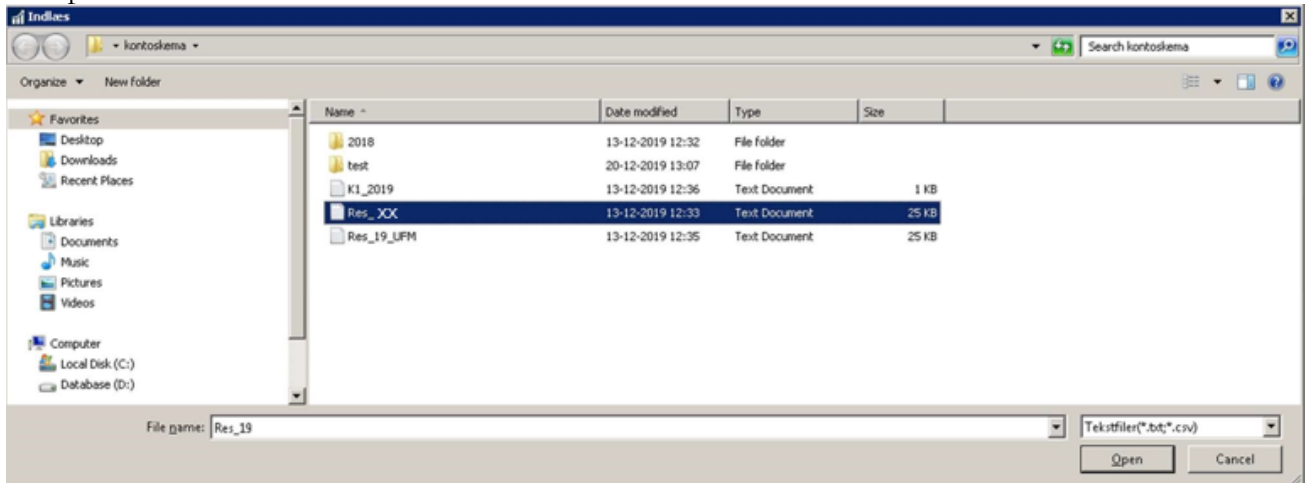 Indlæs
kontoskema
Search kontoskema
Organize New folder
Favorites
Desktop
Downloads
Recent Places
Libraries
Documents
Music
Pictures
Videos
Computer
Local Disk (C:)
Database (D:)
Name Date modified Type Size
2018 13-12-2019 12:32 File folder
test 20-12-2019 13:07 File folder
K1_2019 13-12-2019 12:36 Text Document 1 KB
Res_XX 13-12-2019 12:33 Text Document 25 KB
Res_19_UFM 13-12-2019 12:35 Text Document 25 KB
File name: Res_19
Tekstfiler(*.txt;*.csv)
Open Cancel